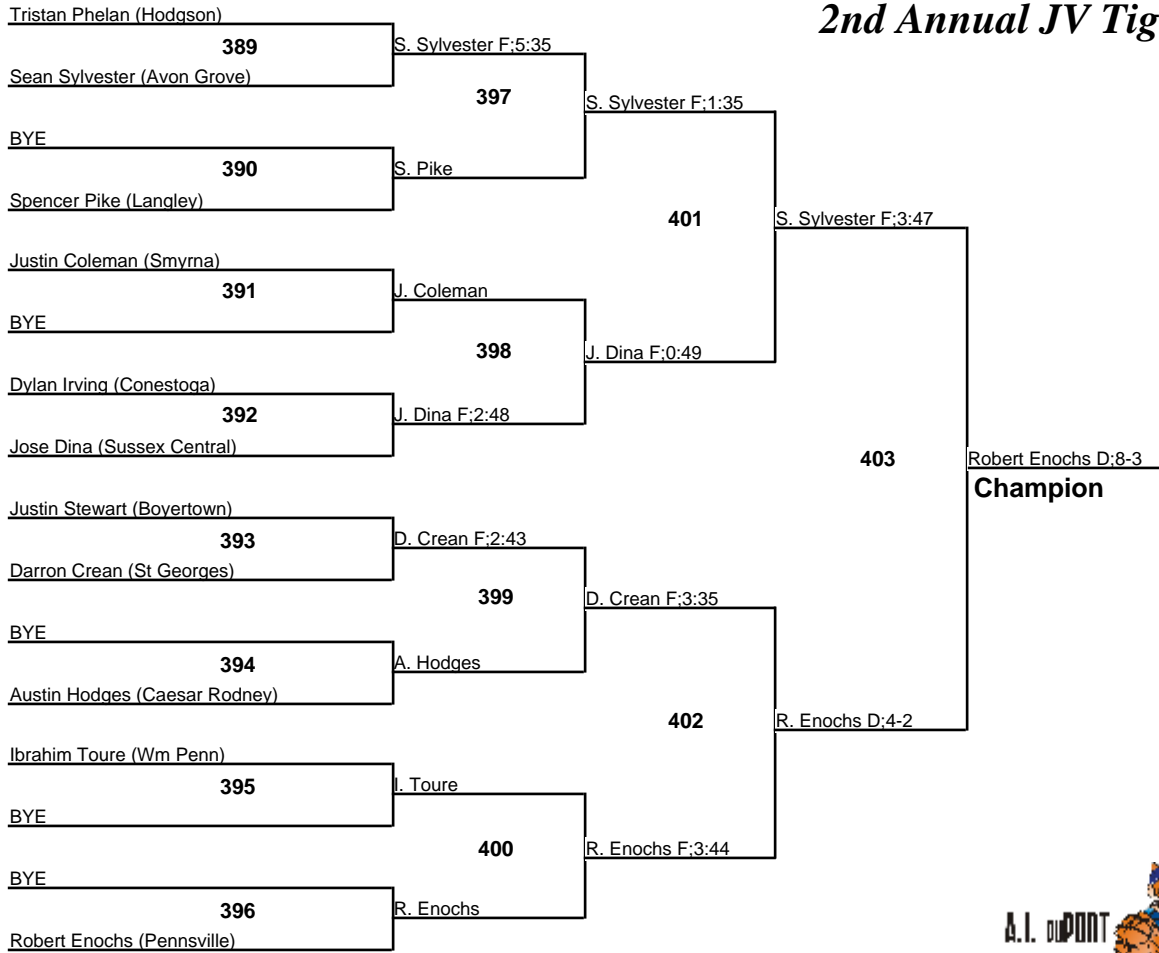 2nd Annual JV Tig
Tristan Phelan (Hodgson)
389
Sean Sylvester (Avon Grove)
BYE
390
Spencer Pike (Langley)
Justin Coleman (Smyrna)
391
BYE
Dylan Irving (Conestoga)
392
Jose Dina (Sussex Central)
Justin Stewart (Boyertown)
393
Darron Crean (St Georges)
BYE
394
Austin Hodges (Caesar Rodney)
Ibrahim Toure (Wm Penn)
395
BYE
BYE
396
Robert Enochs (Pennsville)
S. Sylvester F;5:35
397
S. Pike
J. Coleman
398
J. Dina F;2:48
D. Crean F;2:43
399
A. Hodges
I. Toure
400
R. Enochs
S. Sylvester F;1:35
401
J. Dina F;0:49
D. Crean F;3:35
402
R. Enochs F;3:44
S. Sylvester F;3:47
403
R. Enochs D;4-2
Robert Enochs D;8-3
Champion
A.I. DUPONT